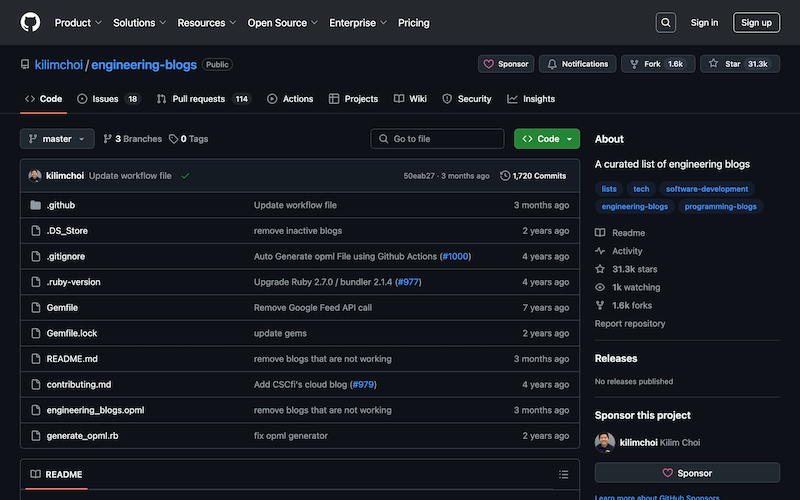 Product Solutions Resources Open Source Enterprise Pricing Sign in Sign up
kilimchoi / engineering-blogs Public Sponsor Notifications Fork 1.6k Star 31.3k
Code Issues 18 Pull requests 114 Actions Projects Wiki Security Insights
master 3 Branches 0 Tags Go to file Code
kilimchoi Update workflow file 50eab27 · 3 months ago 1,720 Commits
.github Update workflow file 3 months ago
.DS_Store remove inactive blogs 2 years ago
.gitignore Auto Generate opml File using Github Actions (#1000) 4 years ago
.ruby-version Upgrade Ruby 2.7.0 / bundler 2.1.4 (#977) 4 years ago
Gemfile Remove Google Feed API call 7 years ago
Gemfile.lock update gems 2 years ago
README.md remove blogs that are not working 3 months ago
contributing.md Add CSCfi's cloud blog (#979) 4 years ago
engineering_blogs.opml remove blogs that are not working 3 months ago
generate_opml.rb fix opml generator 2 years ago
README
About
A curated list of engineering blogs
lists tech software-development
engineering-blogs programming-blogs
Readme
Activity
31.3k stars
1k watching
1.6k forks
Report repository
Releases
No releases published
Sponsor this project
kilimchoi Kilim Choi
Sponsor
Learn more about GitHub Sponsors